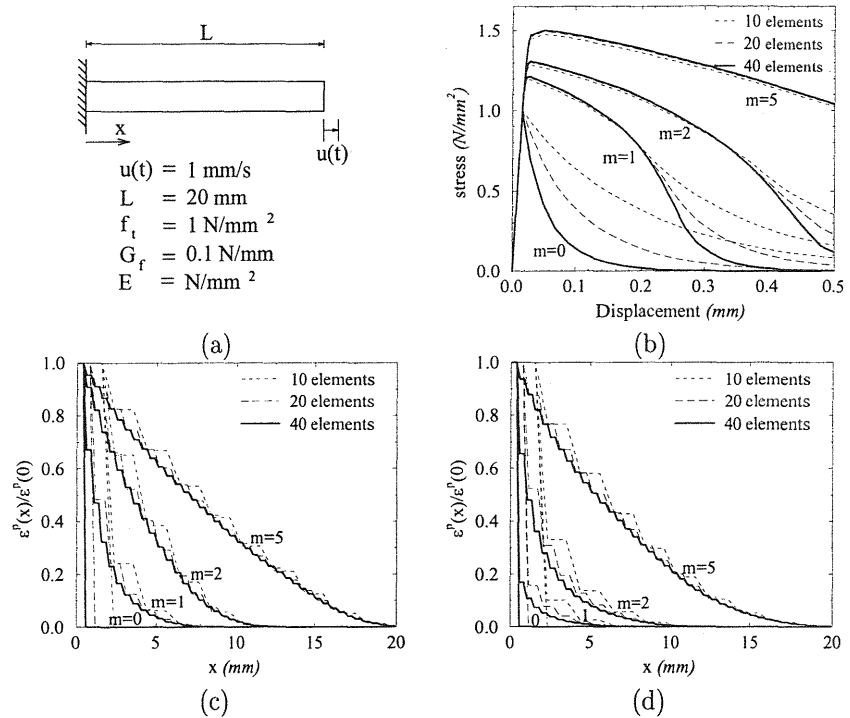 L
x
u(t)
u(t) = 1 mm/s
L = 20 mm
f t = 1 N/mm 2
G f = 0.1 N/mm
E = N/mm 2
(a)
stress (N/mm2)
1.5
1.0
0.5
0.0
10 elements
20 elements
40 elements
m=5
m=2
m=1
m=0
0.0 0.1 0.2 0.3 0.4 0.5
Displacement (mm)
(b)
εp(x)/εp(0)
1.0
0.8
0.6
0.4
0.2
0.0
10 elements
20 elements
40 elements
m=5
m=2
m=1
m=0
0 5 10 15 20
x (mm)
(c)
εp(x)/εp(0)
1.0
0.8
0.6
0.4
0.2
0.0
10 elements
20 elements
40 elements
m=5
m=2
1
0
0 5 10 15 20
x (mm)
(d)